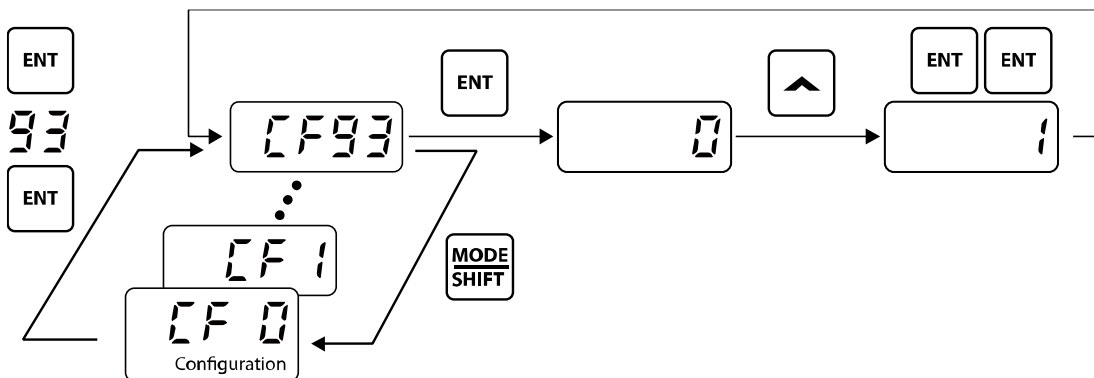 ENT
93
ENT
CF93
CF 1
CF 0
Configuration
ENT
MODE
SHIFT
0
ENT ENT
1